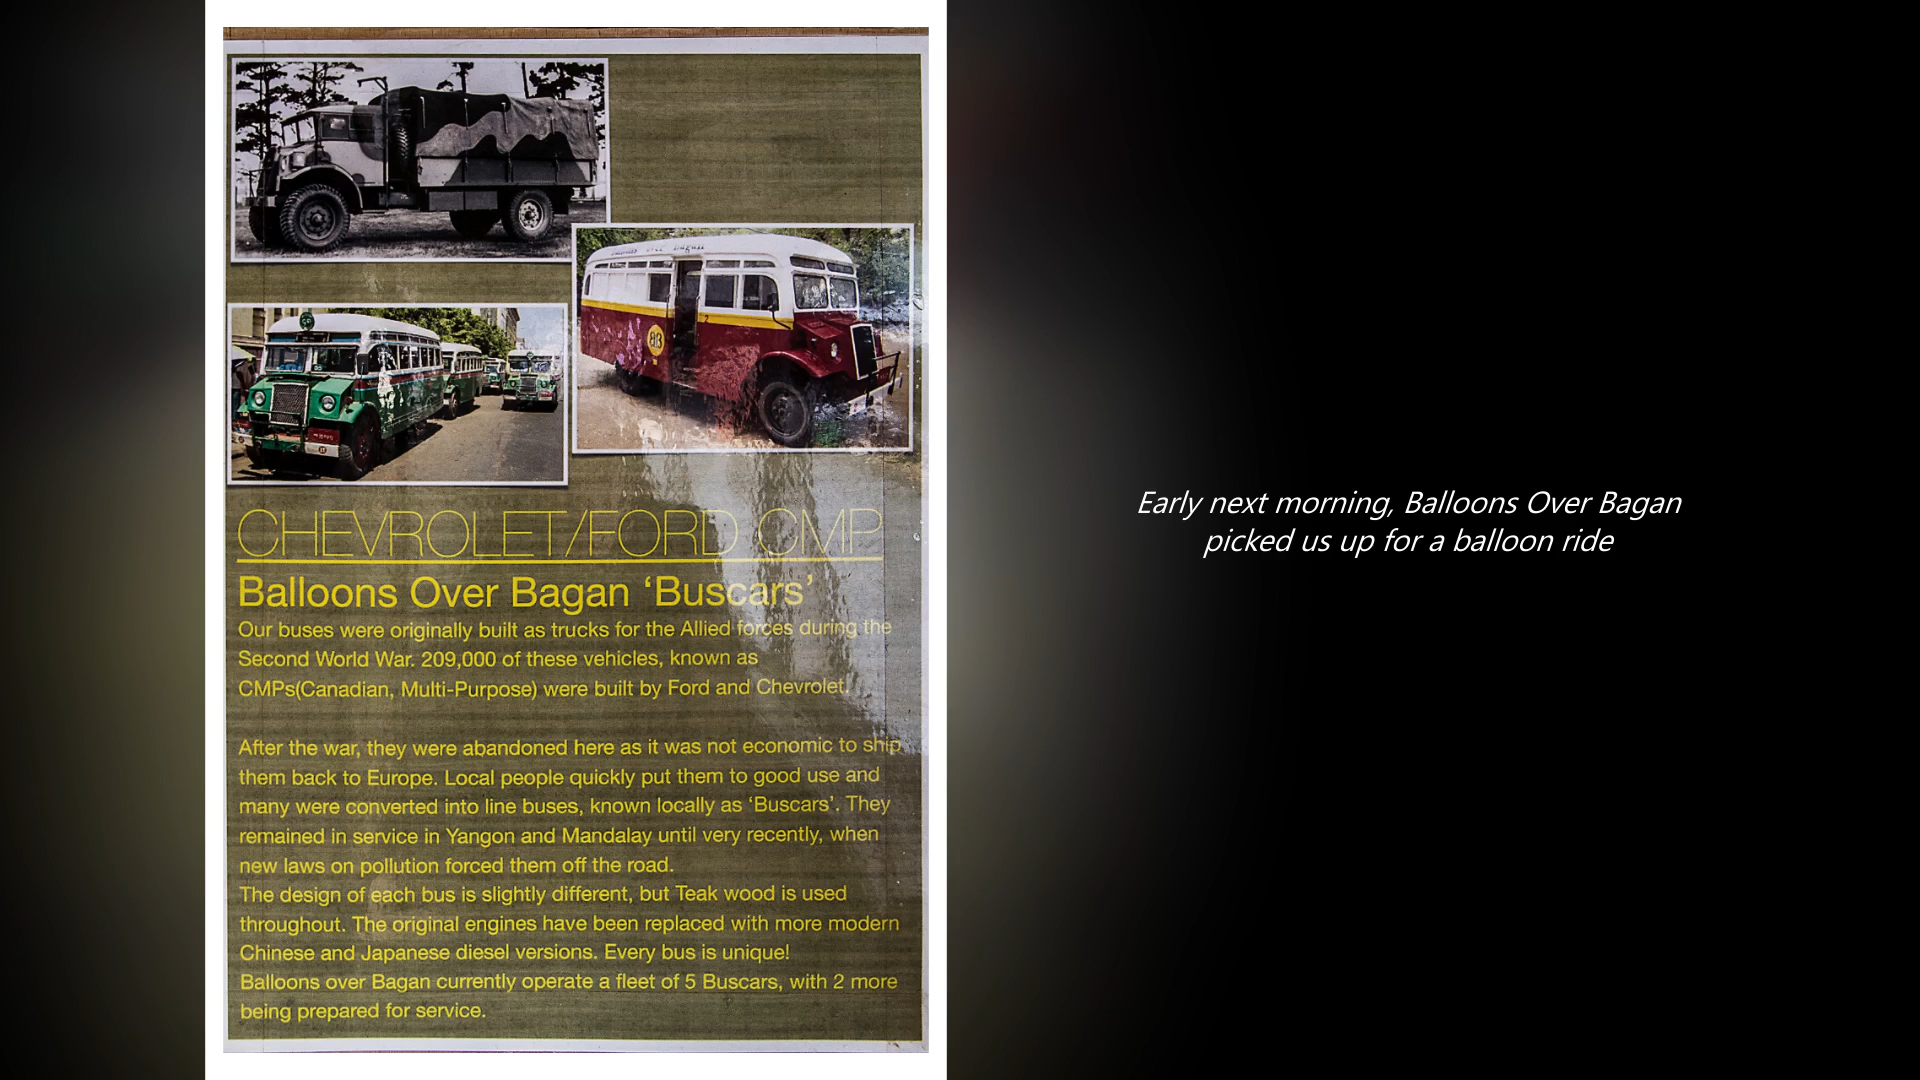 CHEVROLET/FORD CMP
Balloons Over Bagan ‘Buscars’
Our buses were originally built as trucks for the Allied forces during the
Second World War. 209,000 of these vehicles, known as
CMPs(Canadian, Multi-Purpose) were built by Ford and Chevrolet.
After the war, they were abandoned here as it was not economic to ship
them back to Europe. Local people quickly put them to good use and
many were converted into line buses, known locally as ‘Buscars’. They
remained in service in Yangon and Mandalay until very recently, when
new laws on pollution forced them off the road.
The design of each bus is slightly different, but Teak wood is used
throughout. The original engines have been replaced with more modern
Chinese and Japanese diesel versions. Every bus is unique!
Balloons over Bagan currently operate a fleet of 5 Buscars, with 2 more
being prepared for service.
Early next morning, Balloons Over Bagan
picked us up for a balloon ride